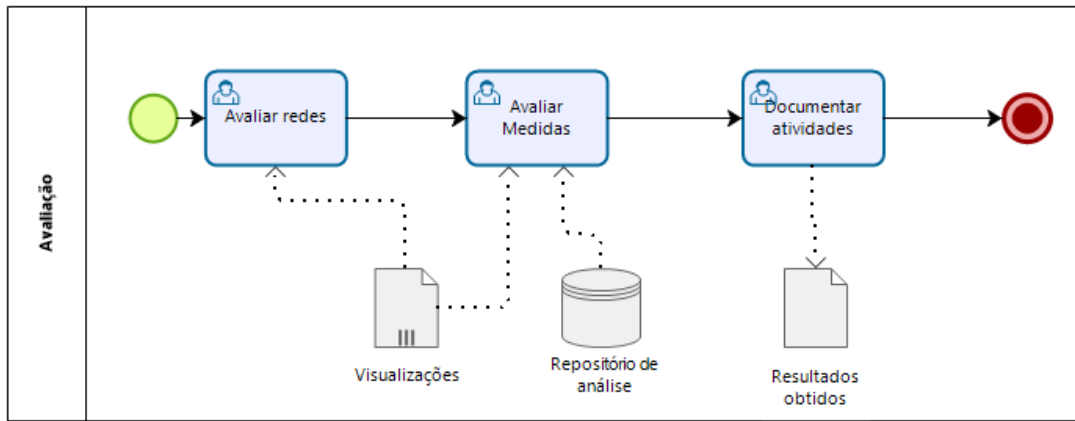 Avaliação
Avaliar redes
Avaliar
Medidas
Documentar
atividades
Visualizações
Repositório de
análise
Resultados
obtidos